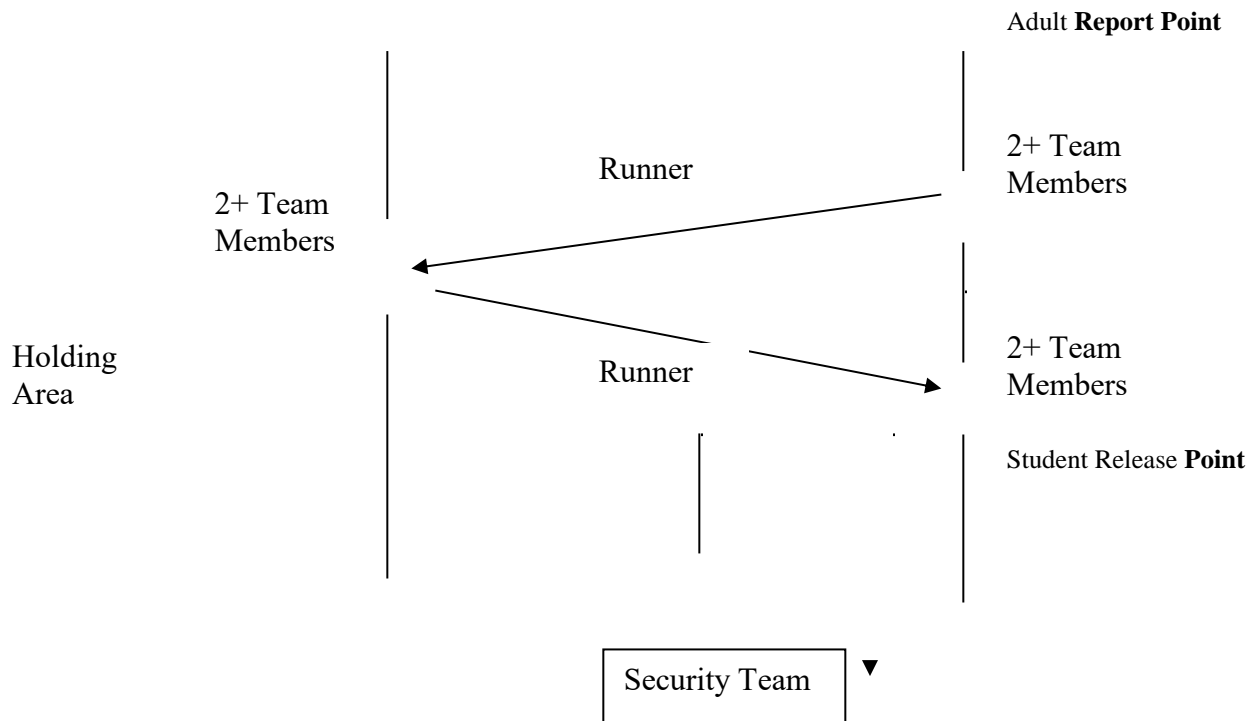 Adult Report Point
2+ Team
Members
Runner
2+ Team
Members
Holding
Area
Runner
2+ Team
Members
Student Release Point
Security Team